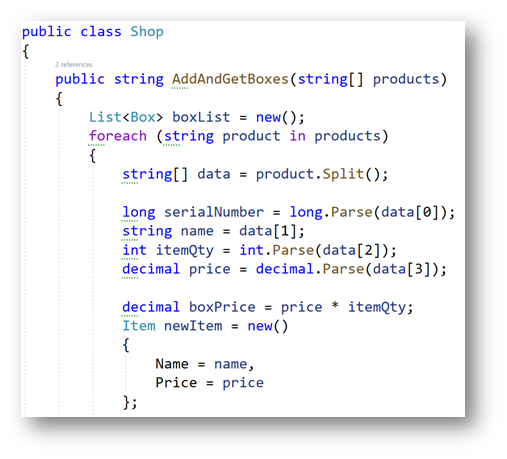 public class Shop
{
2 references
public string AddAndGetBoxes(string[] products)
{
List<Box> boxList = new();
foreach (string product in products)
{
string[] data = product.Split();
long serialNumber = long.Parse(data[0]);
string name = data[1];
int itemQty = int.Parse(data[2]);
decimal price = decimal.Parse(data[3]);
decimal boxPrice = price * itemQty;
Item newItem = new()
{
Name = name,
Price = price
};